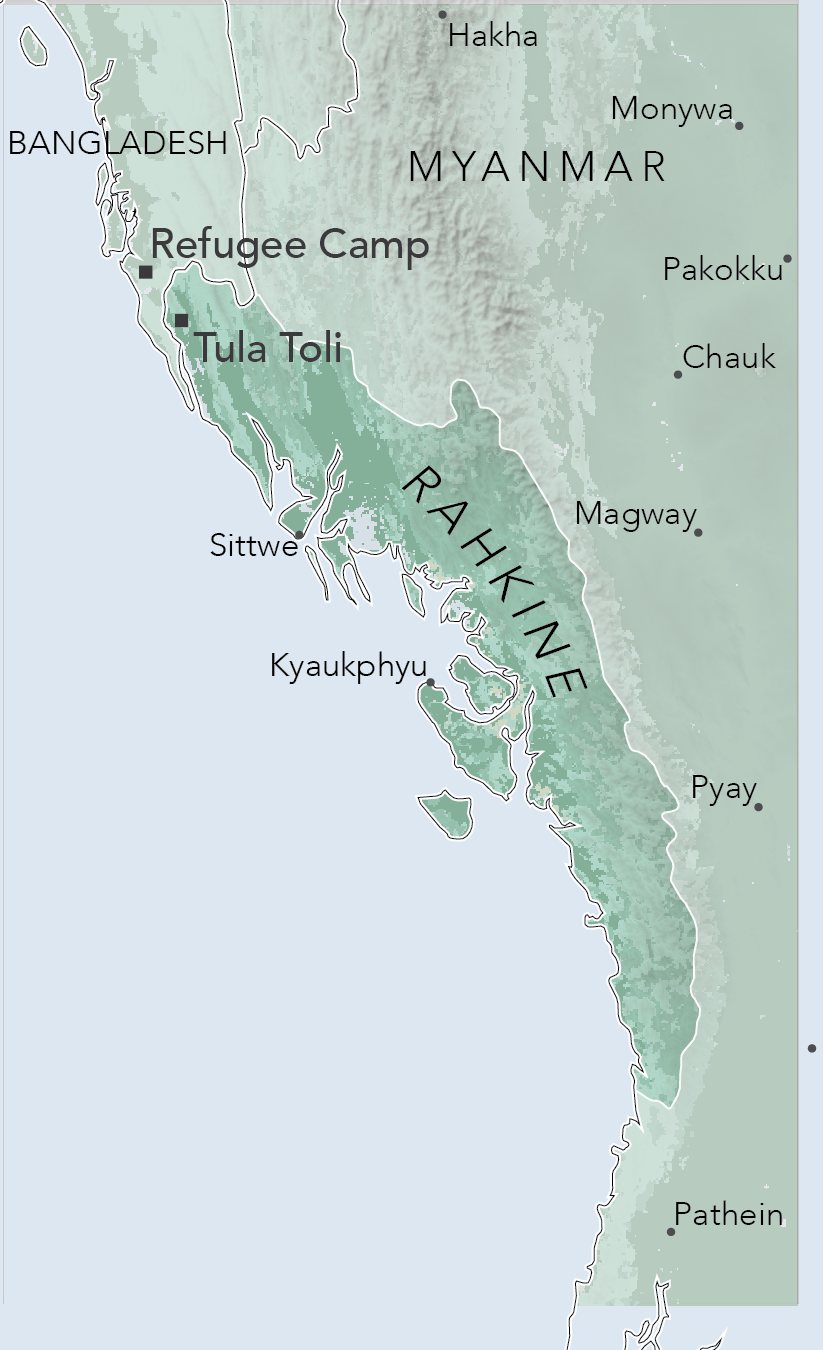 Hakha
Monywa
BANGLADESH
MYANMAR
Refugee Camp
Pakokku
Tula Toli
Chauk
RAHKINE
Magway
Sittwe
Kyaukphyu
Pyay
Pathein